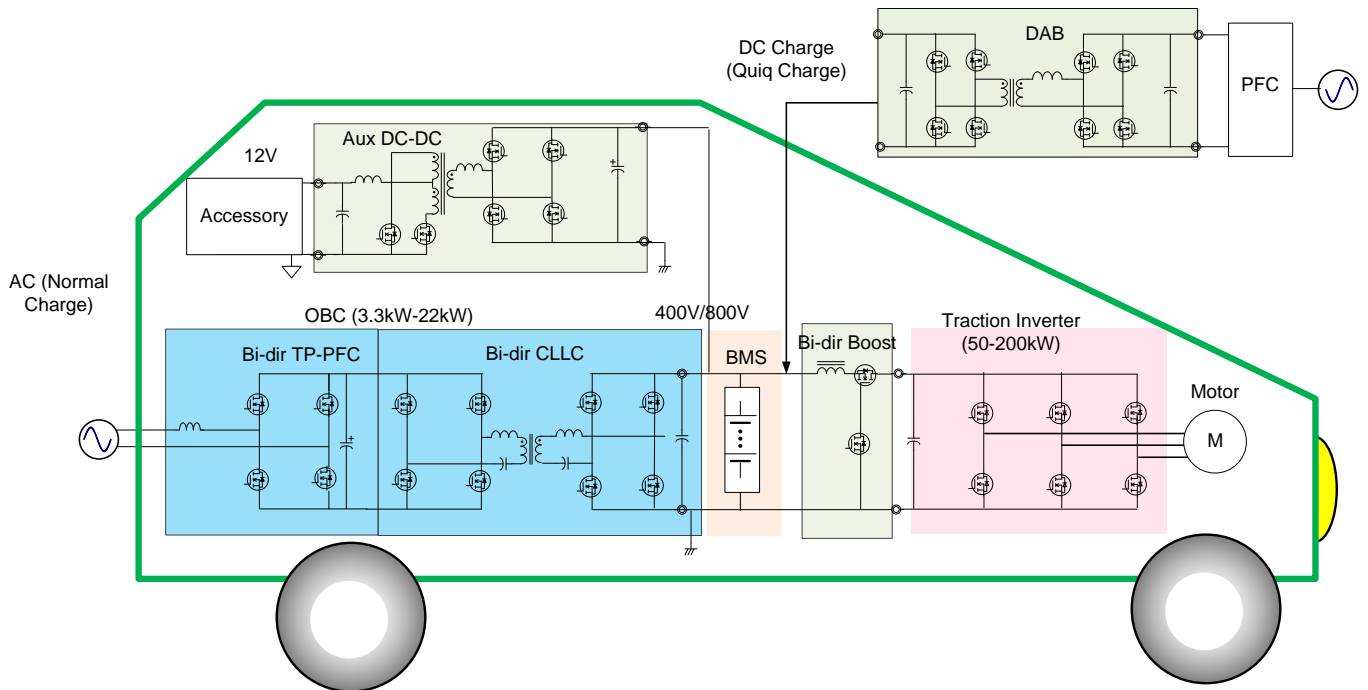 DAB
DC Charge
(Quiq Charge)
PFC
Aux DC-DC
12V
Accessory
AC (Normal
Charge)
OBC (3.3kW-22kW)
400V/800V
Traction Inverter
(50-200kW)
Bi-dir TP-PFC
Bi-dir CLLC
BMS
Bi-dir Boost
Motor
M
+
+